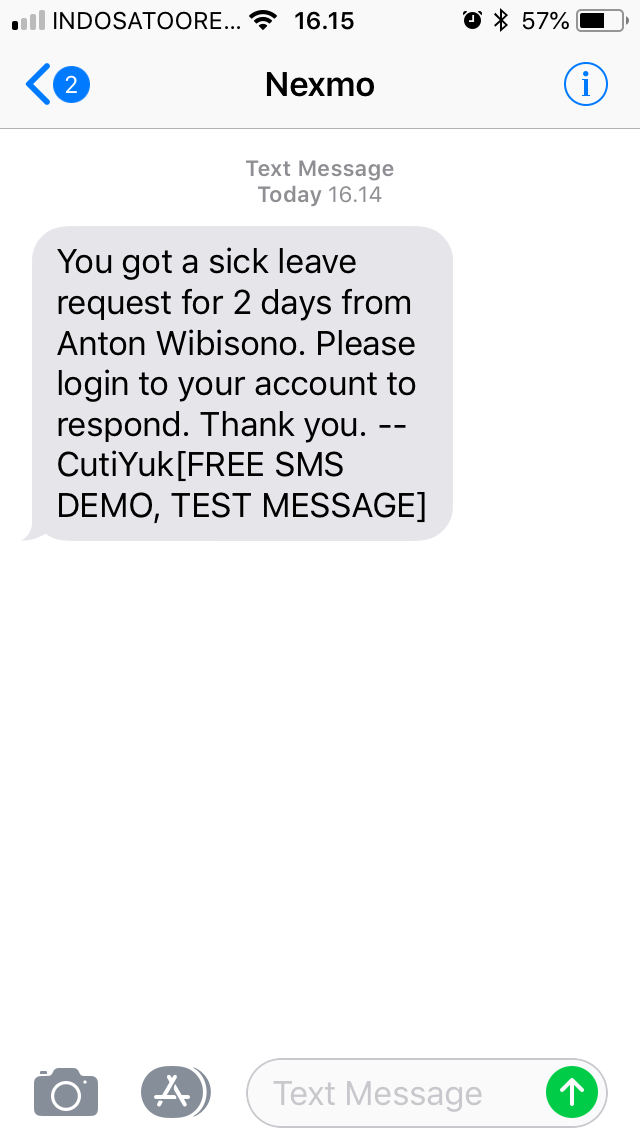 INDOSATOORE... 16.15 57%
2 Nexmo i
Text Message
Today 16.14
You got a sick leave
request for 2 days from
Anton Wibisono. Please
login to your account to
respond. Thank you. --
CutiYuk[FREE SMS
DEMO, TEST MESSAGE]
Text Message